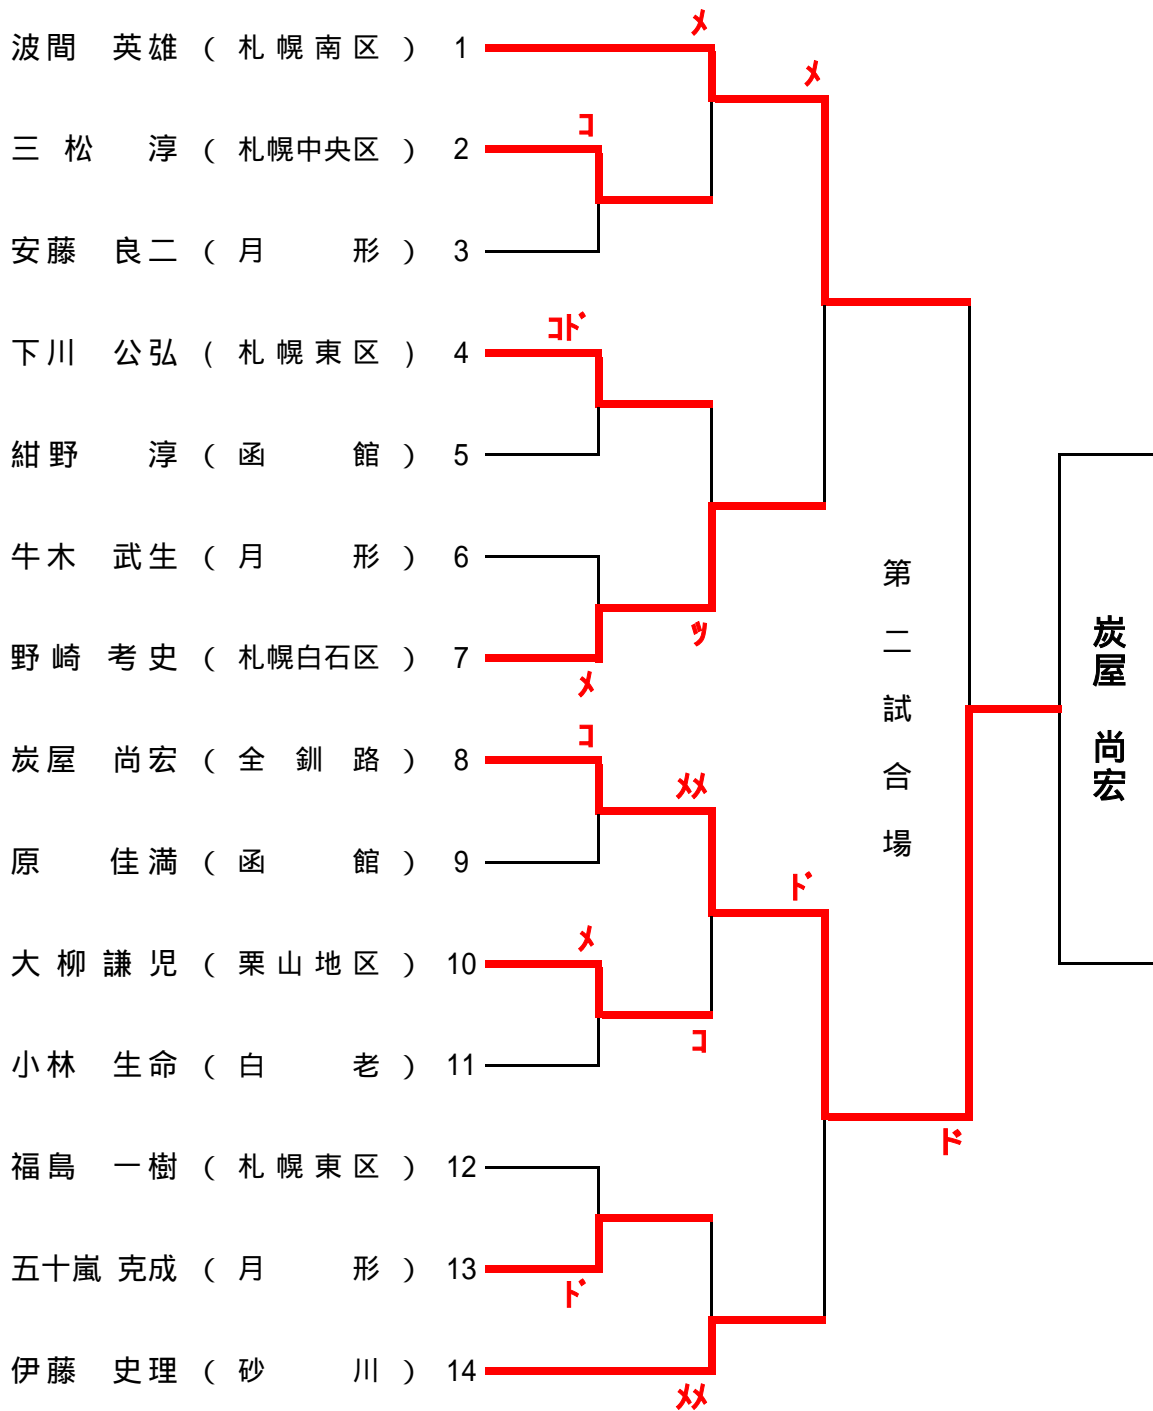 ﾒ
波間 英雄 ( 札幌南区 ) 1
ﾒ
ｺ
三松 淳 ( 札幌中央区 ) 2
安藤 良二 ( 月形 ) 3
ｺﾄﾞ
下川 公弘 ( 札幌東区 ) 4
紺野 淳 ( 函館 ) 5
牛木 武生 ( 月形 ) 6
ﾂ
野崎 考史 ( 札幌白石区 ) 7
ﾒ
ｺ
炭屋 尚宏 ( 全釧路 ) 8
ﾒﾒ
原 佳満 ( 函館 ) 9
ﾄﾞ
ﾒ
大柳 謙児 ( 栗山地区 ) 10
ｺ
小林 生命 ( 白老 ) 11
ﾄﾞ
福島 一樹 ( 札幌東区 ) 12
五十嵐 克成 ( 月形 ) 13
ﾄﾞ
伊藤 史理 ( 砂川 ) 14
ﾒﾒ
第二試合場
炭屋 尚宏